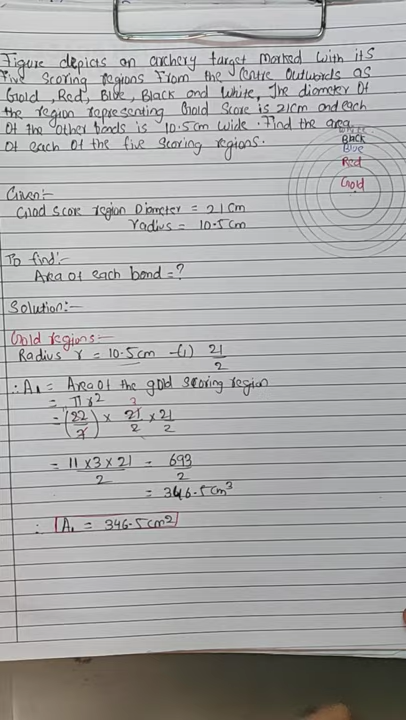 Figure depicts an archery target marked with its
five scoring regions from the centre outwards as
Gold, Red, Blue, Black and White, The diameter of
the region representing Gold Score is 21cm and each
of the other bands is 10.5cm wide. Find the area
of each of the five scoring regions.
White
Black
Blue
Red
Gold
Given:-
Glod score region Diameter = 21cm
radius = 10.5cm
To find:-
Area of each band = ?
Solution:-
Gold regions:-
Radius r = 10.5cm -(1) 21/2
∴ A₁ = Area of the gold scoring region
= πr²
= (22/7) × 21/2 × 21/2
3
= 11×3×21/2 = 693/2
= 346.5cm³
∴ A₁ = 346.5cm²